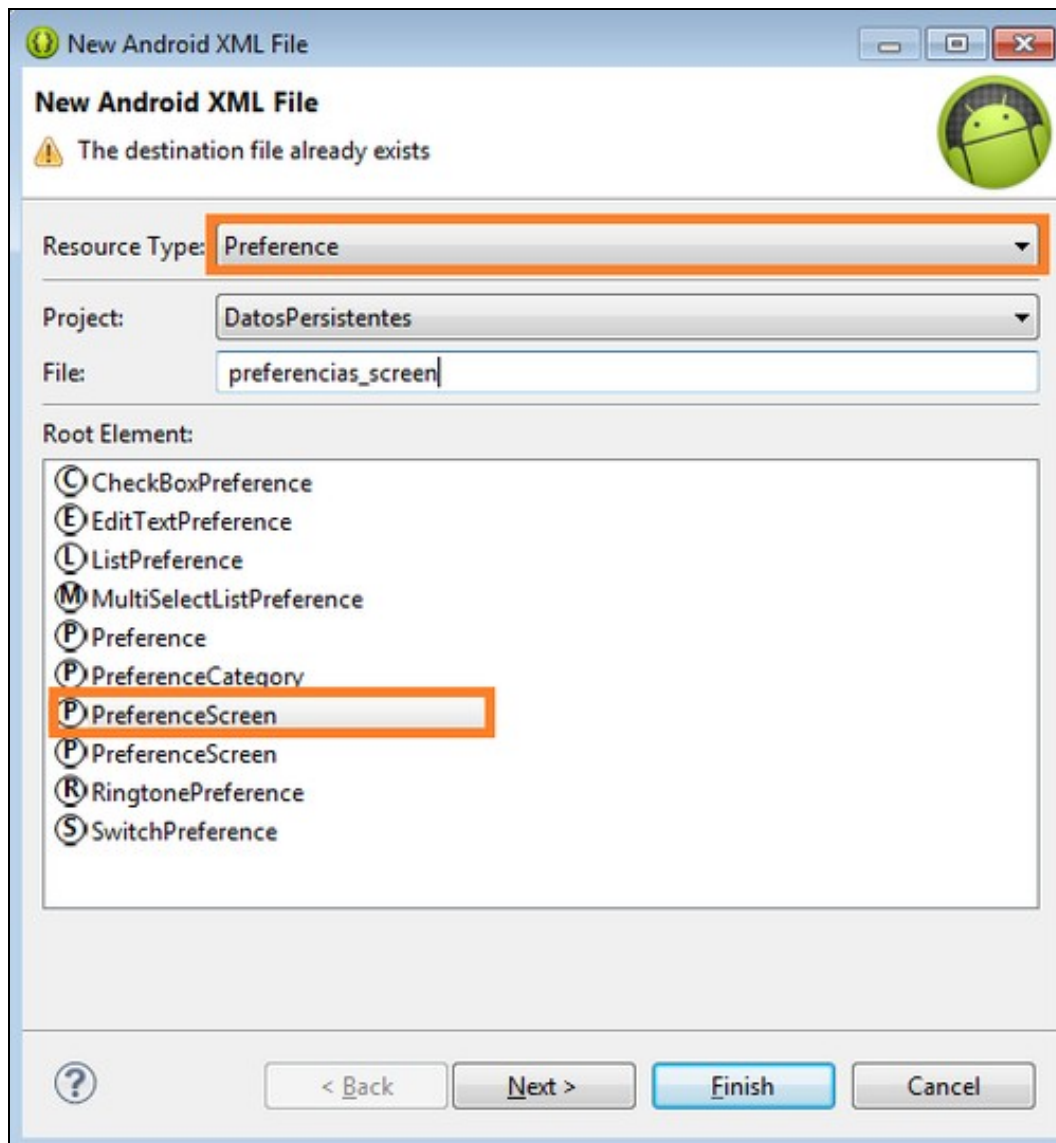 New Android XML File
New Android XML File
The destination file already exists
Resource Type: Preference
Project: DatosPersistentes
File: preferencias_screen
Root Element:
C CheckBoxPreference
E EditTextPreference
L ListPreference
M MultiSelectListPreference
P Preference
P PreferenceCategory
P PreferenceScreen
P PreferenceScreen
R RingtonePreference
S SwitchPreference
? < Back Next > Finish Cancel